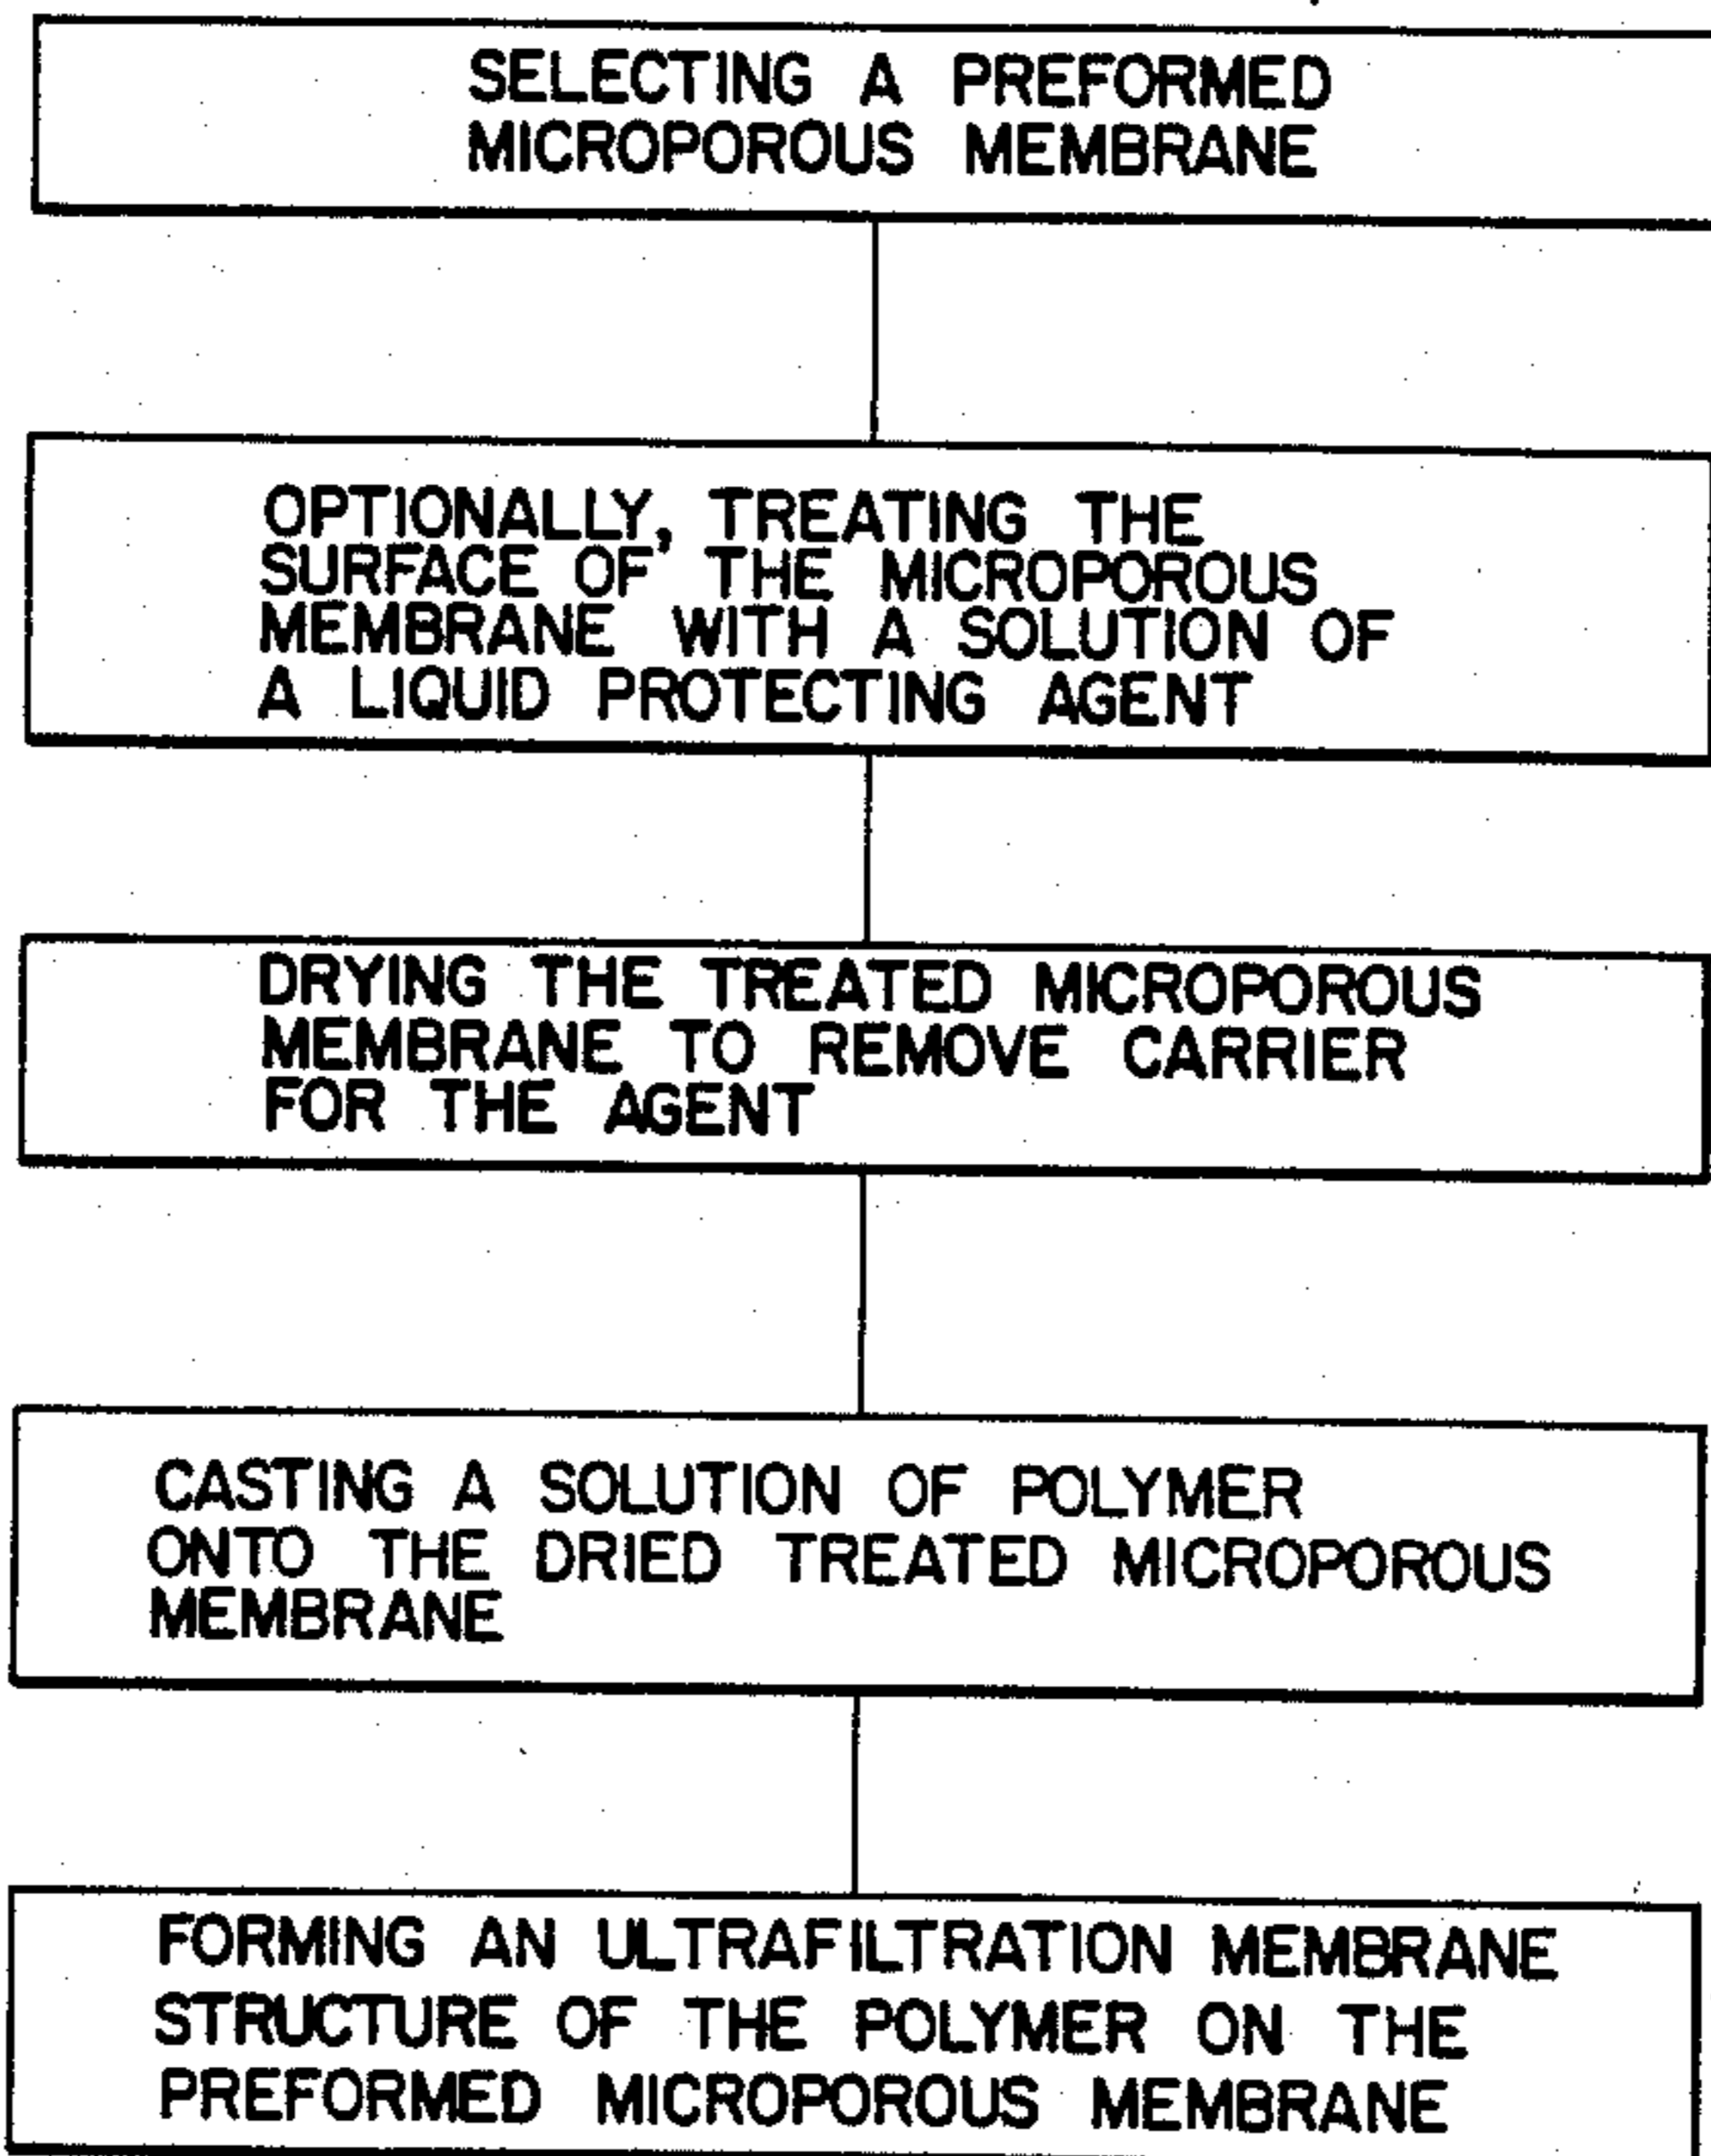 SELECTING A PREFORMED
MICROPOROUS MEMBRANE
OPTIONALLY, TREATING THE
SURFACE OF THE MICROPOROUS
MEMBRANE WITH A SOLUTION OF
A LIQUID PROTECTING AGENT
DRYING THE TREATED MICROPOROUS
MEMBRANE TO REMOVE CARRIER
FOR THE AGENT
CASTING A SOLUTION OF POLYMER
ONTO THE DRIED TREATED MICROPOROUS
MEMBRANE
FORMING AN ULTRAFILTRATION MEMBRANE
STRUCTURE OF THE POLYMER ON THE
PREFORMED MICROPOROUS MEMBRANE